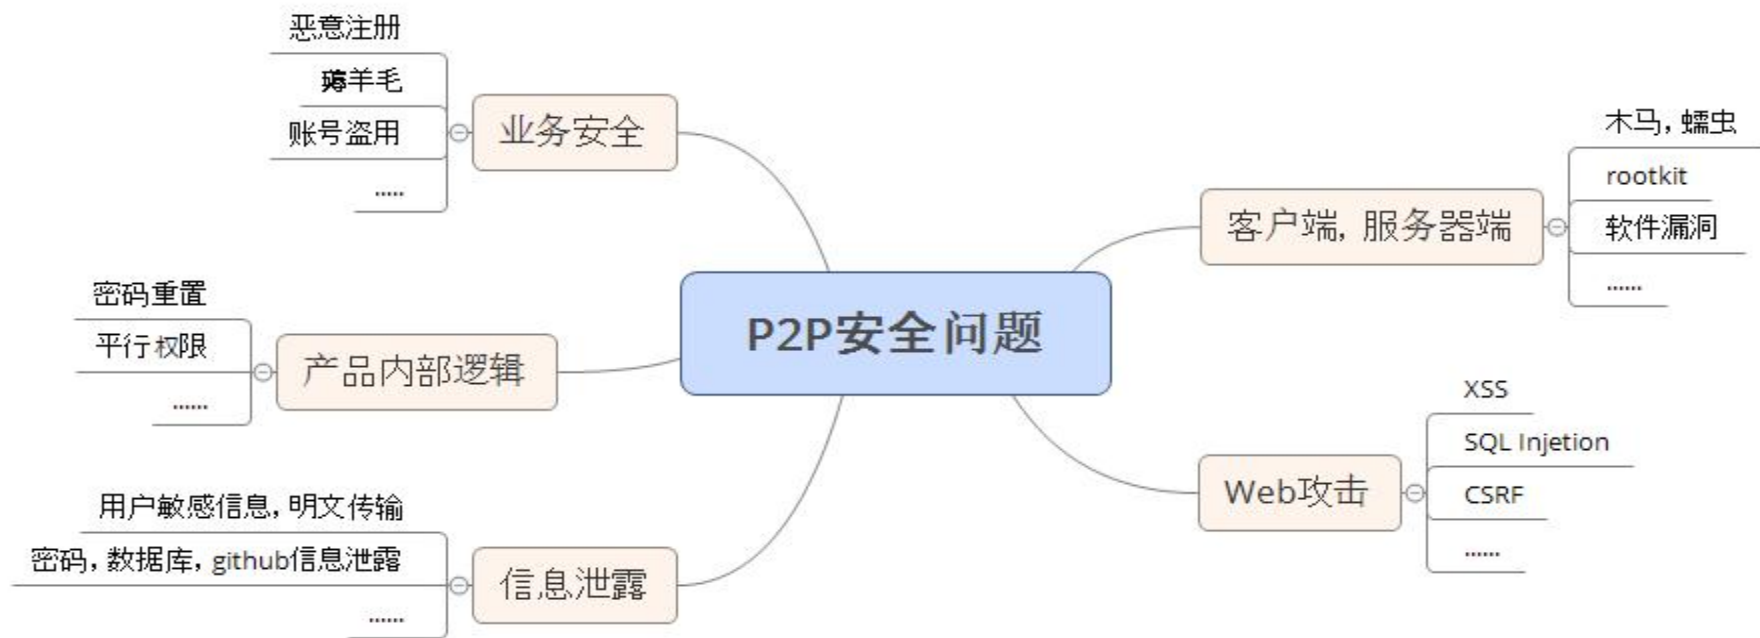 P2P安全问题
业务安全
恶意注册
薅羊毛
账号盗用
.....
产品内部逻辑
密码重置
平行权限
......
信息泄露
用户敏感信息，明文传输
密码，数据库，github信息泄露
......
客户端，服务器端
木马，蠕虫
rootkit
软件漏洞
......
Web攻击
XSS
SQL Injetion
CSRF
......